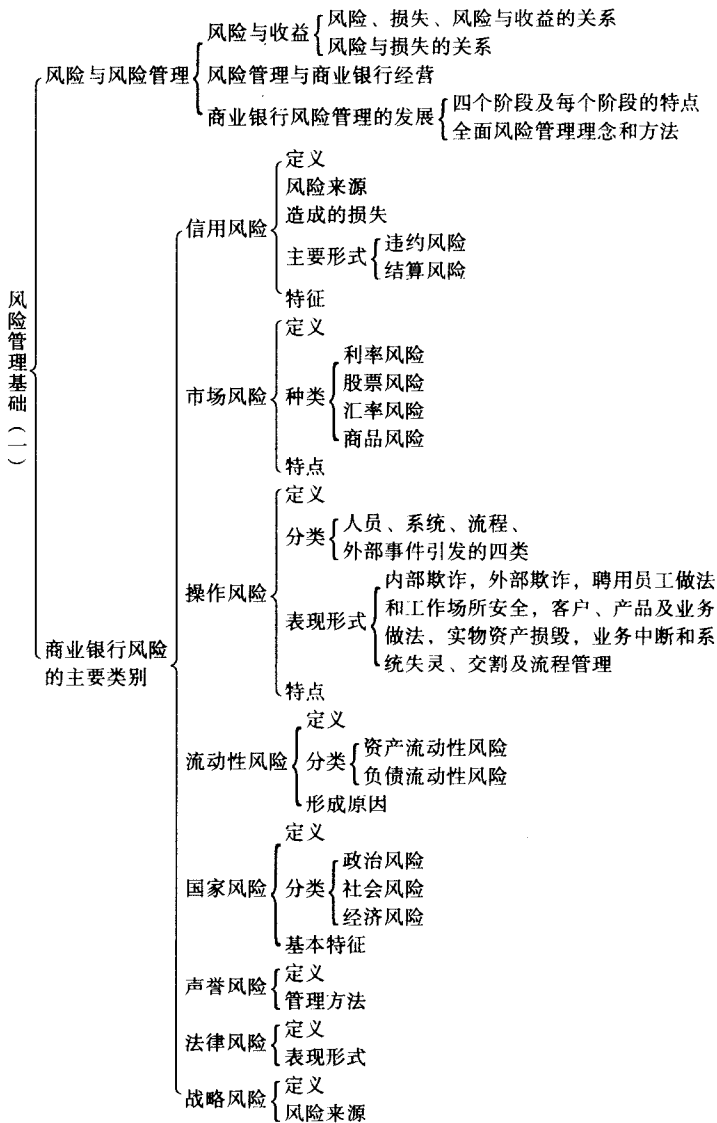 风险管理基础（一）
风险与风险管理
风险与收益
风险、损失、风险与收益的关系
风险与损失的关系
风险管理与商业银行经营
商业银行风险管理的发展
四个阶段及每个阶段的特点
全面风险管理理念和方法
商业银行风险
的主要类别
信用风险
定义
风险来源
造成的损失
主要形式
违约风险
结算风险
特征
市场风险
定义
种类
利率风险
股票风险
汇率风险
商品风险
特点
操作风险
定义
分类
人员、系统、流程、
外部事件引发的四类
表现形式
内部欺诈，外部欺诈，聘用员工做法
和工作场所安全，客户、产品及业务
做法，实物资产损毁，业务中断和系
统失灵、交割及流程管理
特点
流动性风险
定义
分类
资产流动性风险
负债流动性风险
形成原因
国家风险
定义
分类
政治风险
社会风险
经济风险
基本特征
声誉风险
定义
管理方法
法律风险
定义
表现形式
战略风险
定义
风险来源